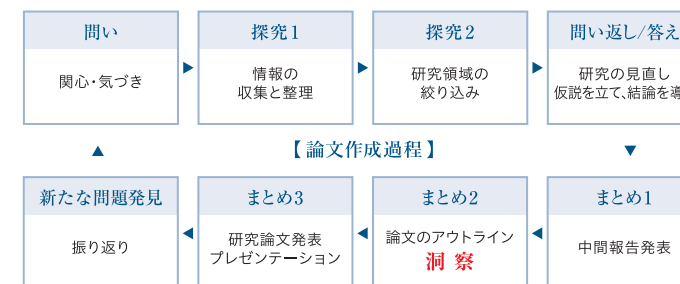 問い
関心・気づき
探究1
情報の
収集と整理
探究2
研究領域の
絞り込み
問い返し/答え
研究の見直し
仮説を立て、結論を導
【論文作成過程】
新たな問題発見
振り返り
まとめ3
研究論文発表
プレゼンテーション
まとめ2
論文のアウトライン
洞察
まとめ1
中間報告発表